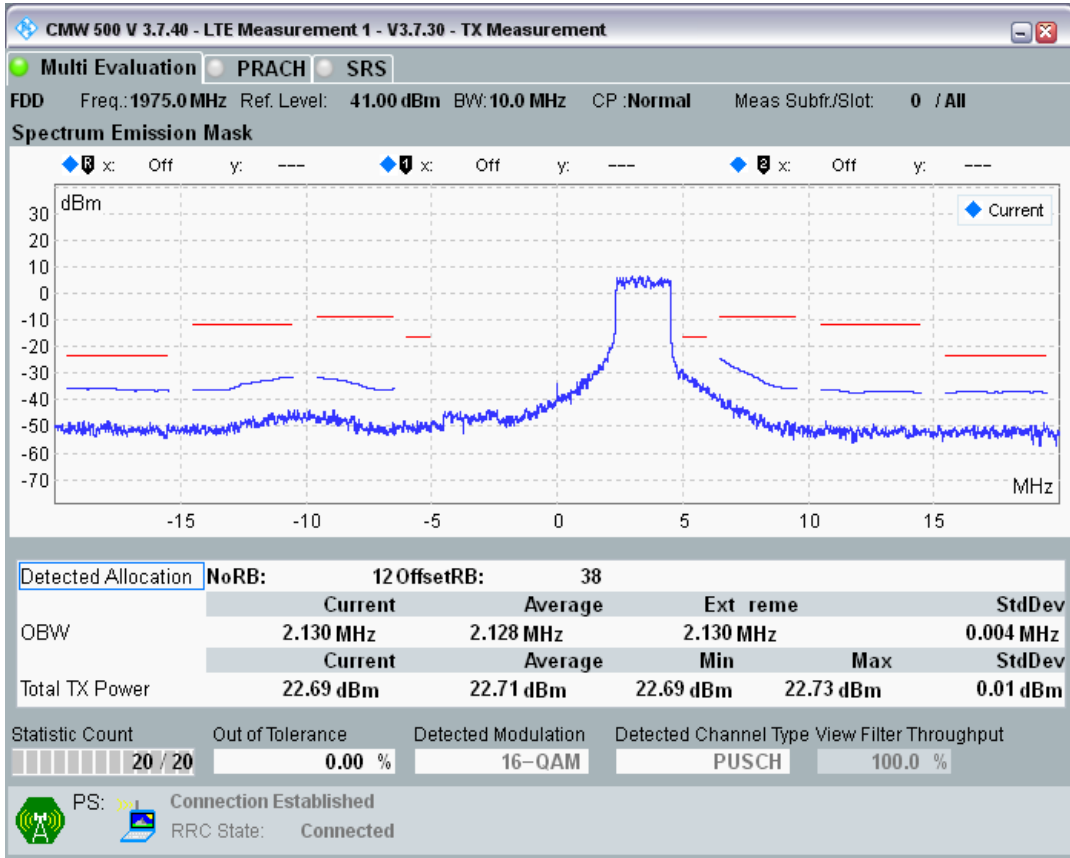 CMW 500 V 3.7.40 - LTE Measurement 1 - V3.7.30 - TX Measurement
Multi Evaluation PRACH SRS
FDD Freq.: 1975.0 MHz Ref. Level: 41.00 dBm BW: 10.0 MHz CP :Normal Meas Subfr./Slot: 0 / All
Spectrum Emission Mask
R x: Off y: --- 1 x: Off y: --- 2 x: Off y: ---
dBm
Current
30
20
10
0
-10
-20
-30
-40
-50
-60
-70
MHz
-15 -10 -5 0 5 10 15
Detected Allocation NoRB: 12 OffsetRB: 38
Current Average Ext reme StdDev
OBW 2.130 MHz 2.128 MHz 2.130 MHz 0.004 MHz
Current Average Min Max StdDev
Total TX Power 22.69 dBm 22.71 dBm 22.69 dBm 22.73 dBm 0.01 dBm
Statistic Count Out of Tolerance Detected Modulation Detected Channel Type View Filter Throughput
20 / 20 0.00 % 16-QAM PUSCH 100.0 %
PS: Connection Established
RRC State: Connected